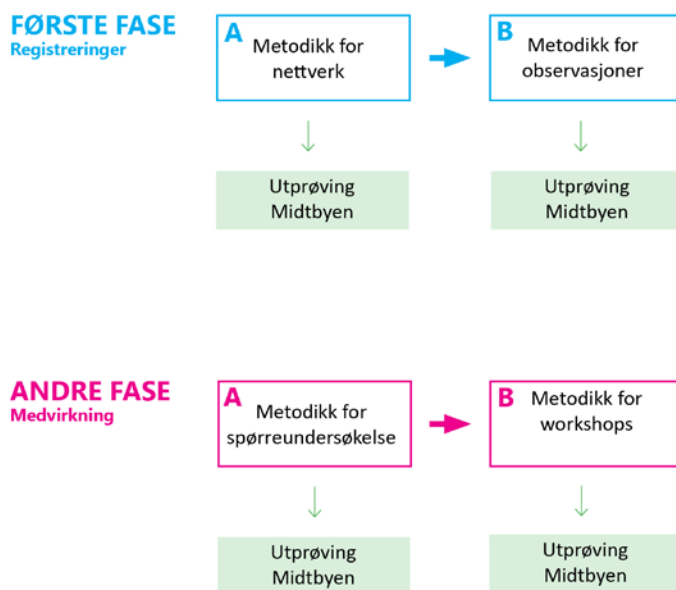 FØRSTE FASE
Registreringer
A
Metodikk for
nettverk
B
Metodikk for
observasjoner
Utprøving
Midtbyen
Utprøving
Midtbyen
ANDRE FASE
Medvirkning
A
Metodikk for
spørreundersøkelse
B
Metodikk for
workshops
Utprøving
Midtbyen
Utprøving
Midtbyen